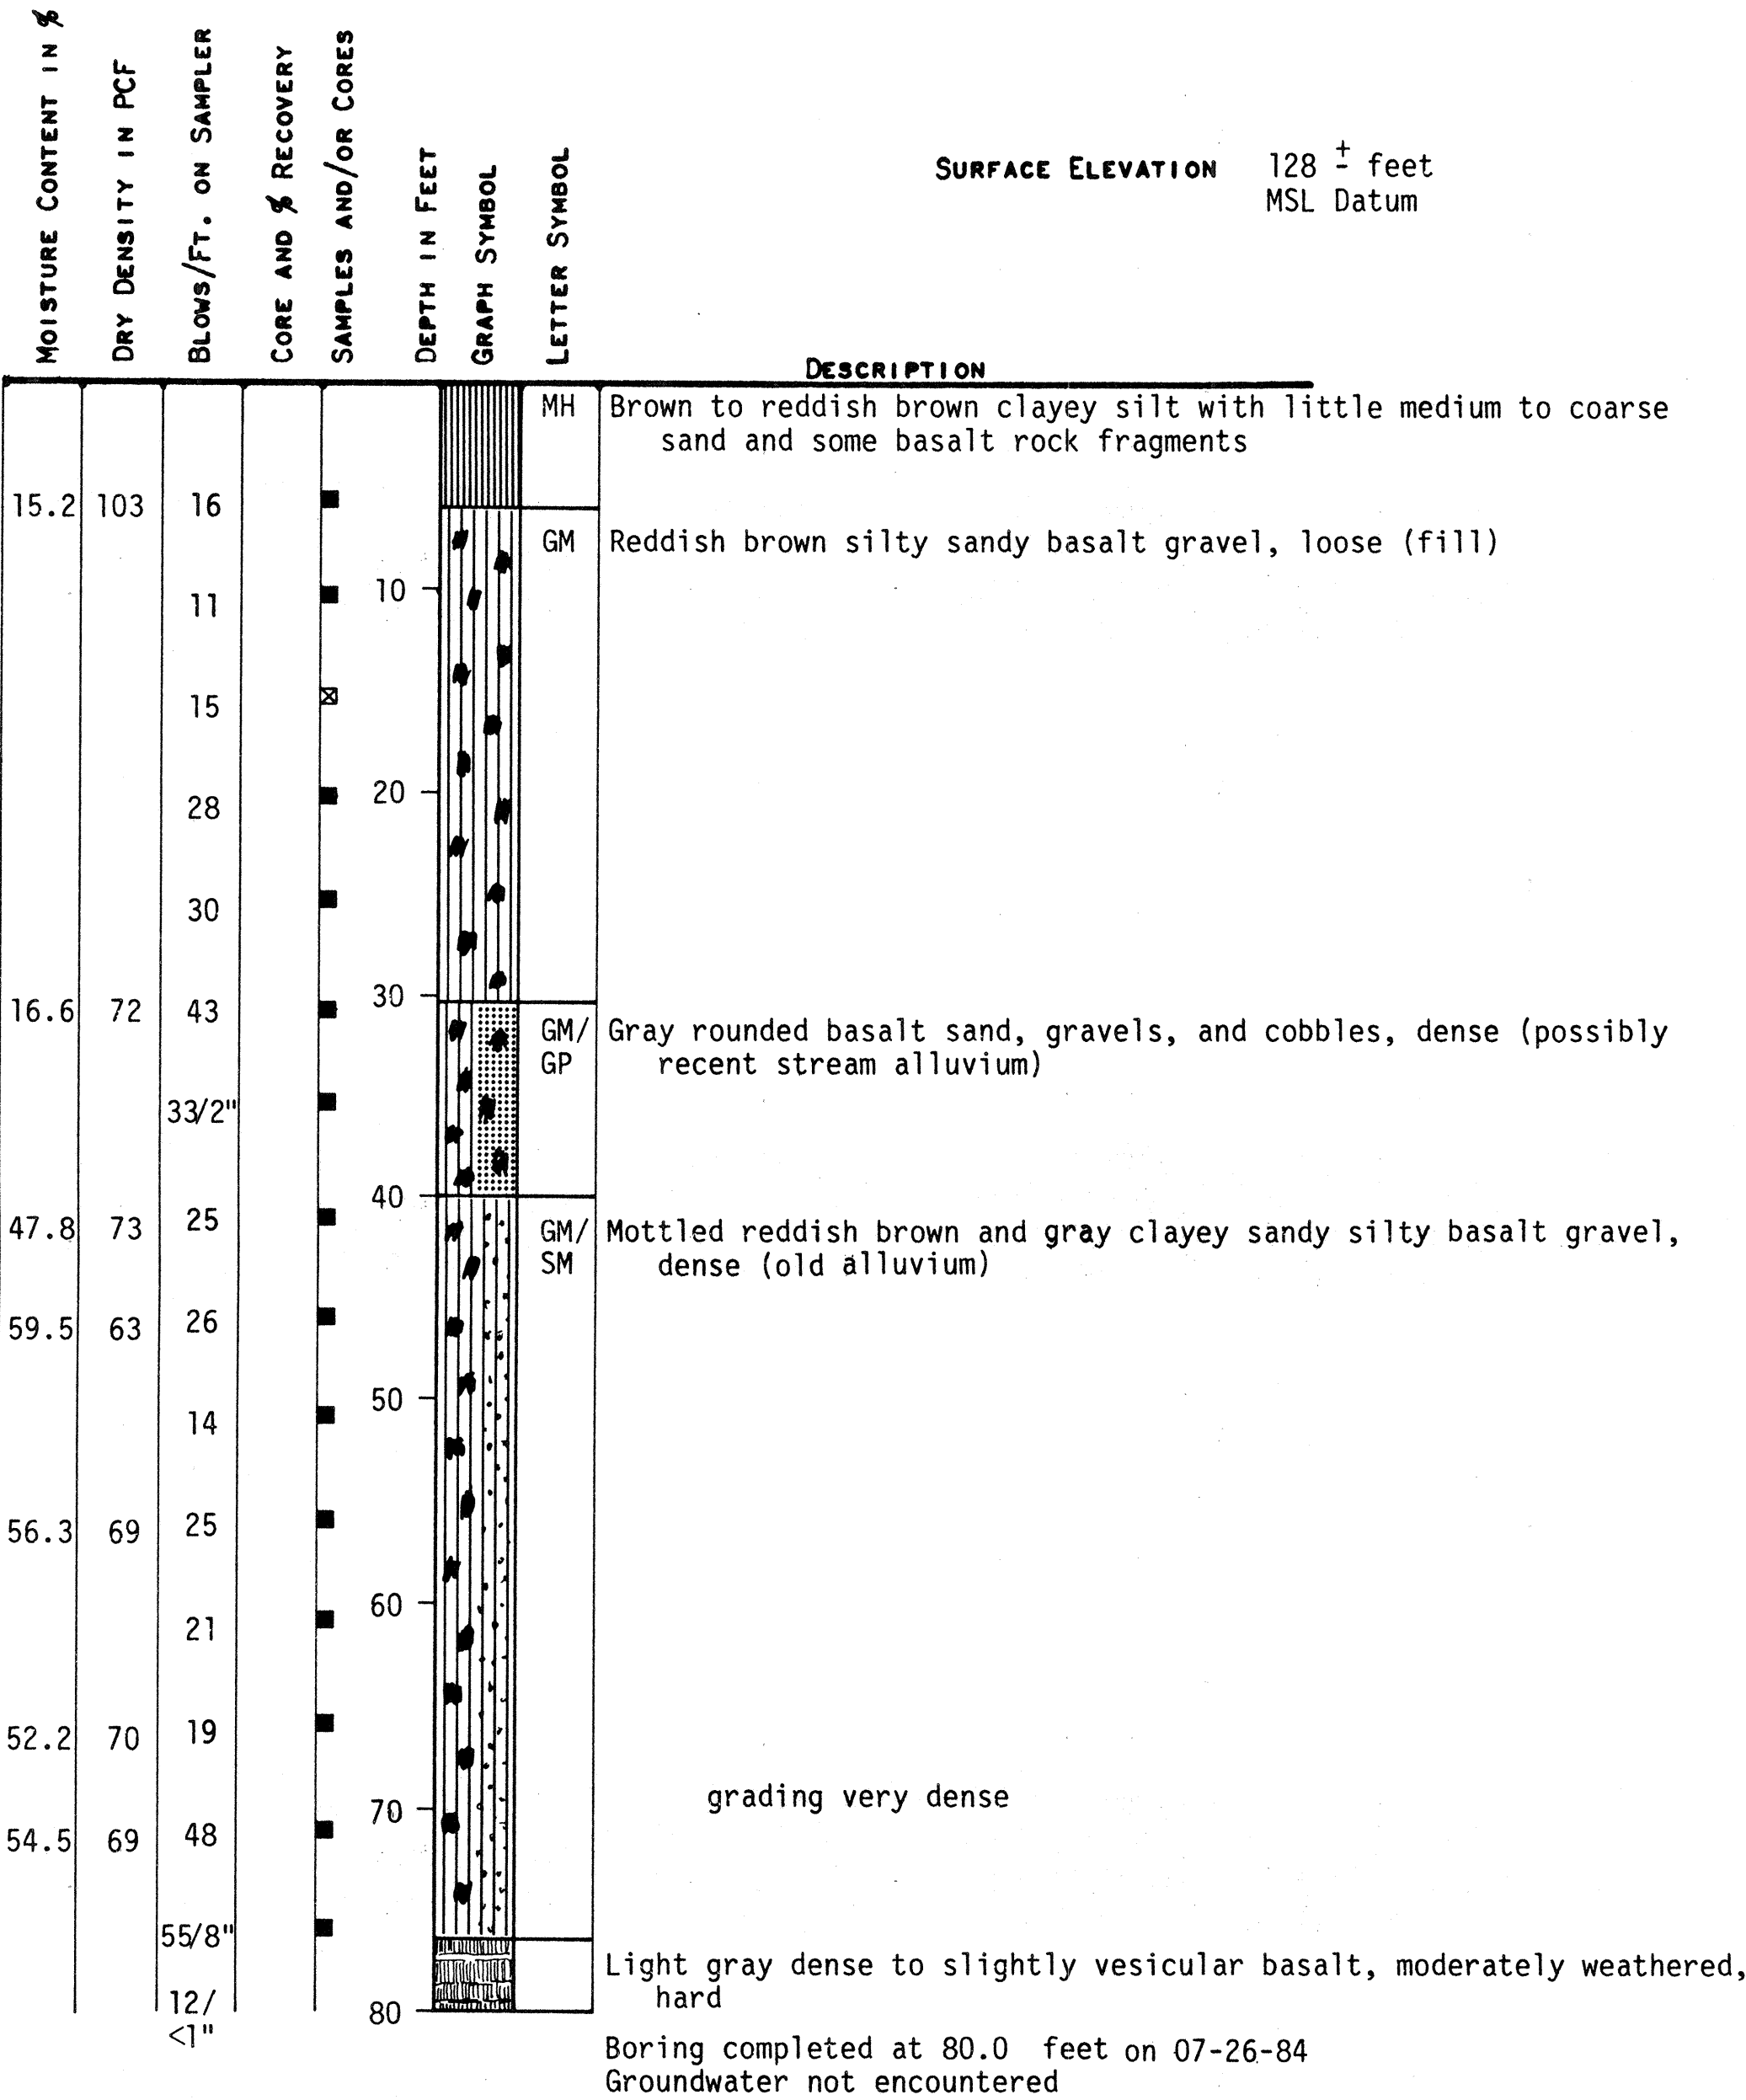 MOISTURE CONTENT IN %
DRY DENSITY IN PCF
BLOWS/FT. ON SAMPLER
CORE AND % RECOVERY
SAMPLES AND/OR CORES
DEPTH IN FEET
GRAPH SYMBOL
LETTER SYMBOL
SURFACE ELEVATION 128 ± feet
MSL Datum
DESCRIPTION
MH Brown to reddish brown clayey silt with little medium to coarse
sand and some basalt rock fragments
15.2 103 16
GM Reddish brown silty sandy basalt gravel, loose (fill)
11 10
15
28 20
30
16.6 72 43 30
GM/ Gray rounded basalt sand, gravels, and cobbles, dense (possibly
GP recent stream alluvium)
33/2"
40
47.8 73 25 GM/ Mottled reddish brown and gray clayey sandy silty basalt gravel,
SM dense (old alluvium)
59.5 63 26
50
14
56.3 69 25
60
21
52.2 70 19
grading very dense
70
54.5 69 48
55/8"
Light gray dense to slightly vesicular basalt, moderately weathered,
hard
12/ 80
<1"
Boring completed at 80.0 feet on 07-26-84
Groundwater not encountered